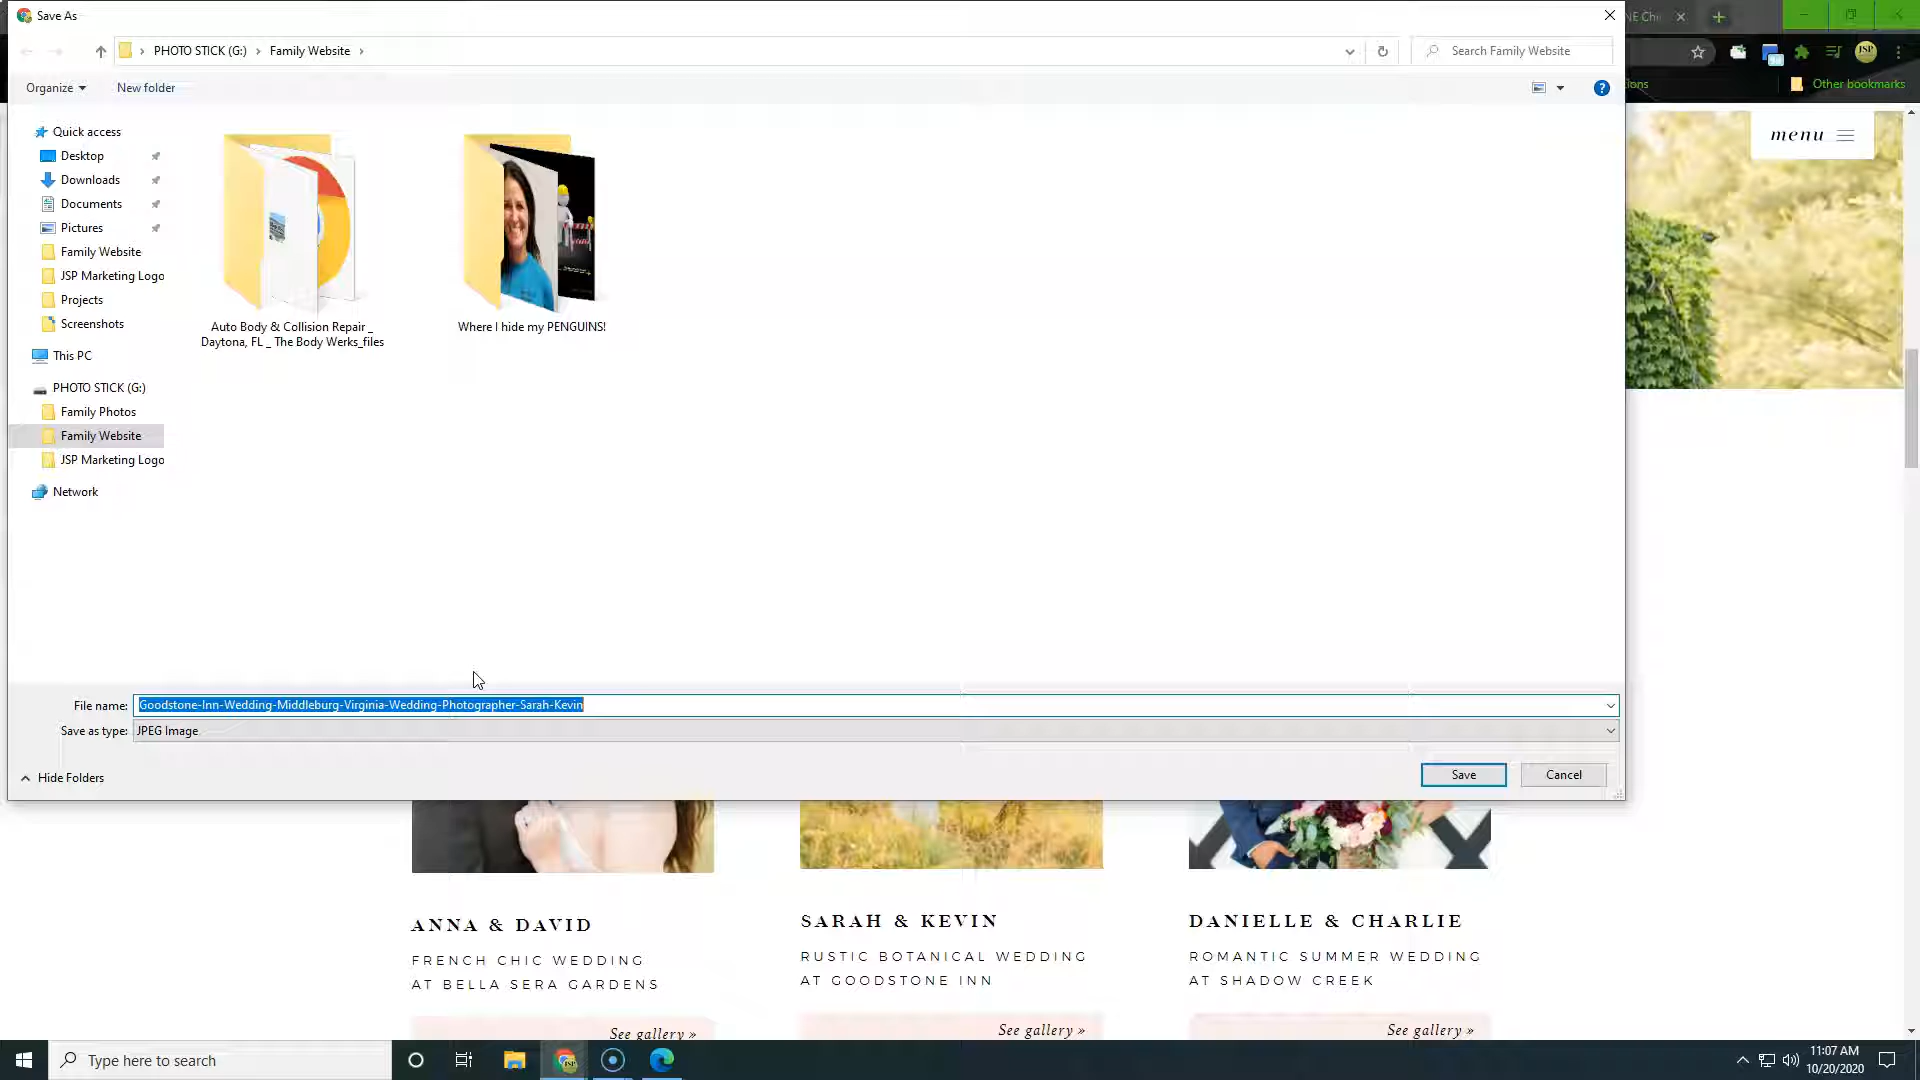 Save As
NE Chi
PHOTO STICK (G:) > Family Website >
Search Family Website
Organize
New folder
ions
Other bookmarks
menu
Quick access
Desktop
Downloads
Documents
Pictures
Family Website
JSP Marketing Logo
Projects
Screenshots
This PC
PHOTO STICK (G:)
Family Photos
Family Website
JSP Marketing Logo
Network
Auto Body & Collision Repair _
Daytona, FL _ The Body Werks_files
Where I hide my PENGUINS!
File name: Goodstone-Inn-Wedding-Middleburg-Virginia-Wedding-Photographer-Sarah-Kevin
Save as type: JPEG Image
Hide Folders
Save
Cancel
ANNA & DAVID
FRENCH CHIC WEDDING
AT BELLA SERA GARDENS
See gallery »
SARAH & KEVIN
RUSTIC BOTANICAL WEDDING
AT GOODSTONE INN
See gallery »
DANIELLE & CHARLIE
ROMANTIC SUMMER WEDDING
AT SHADOW CREEK
See gallery »
Type here to search
11:07 AM
10/20/2020